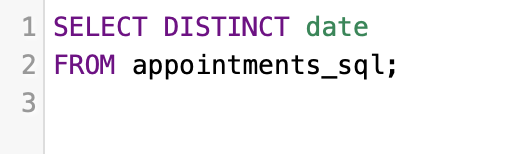 1 SELECT DISTINCT date
2 FROM appointments_sql;
3